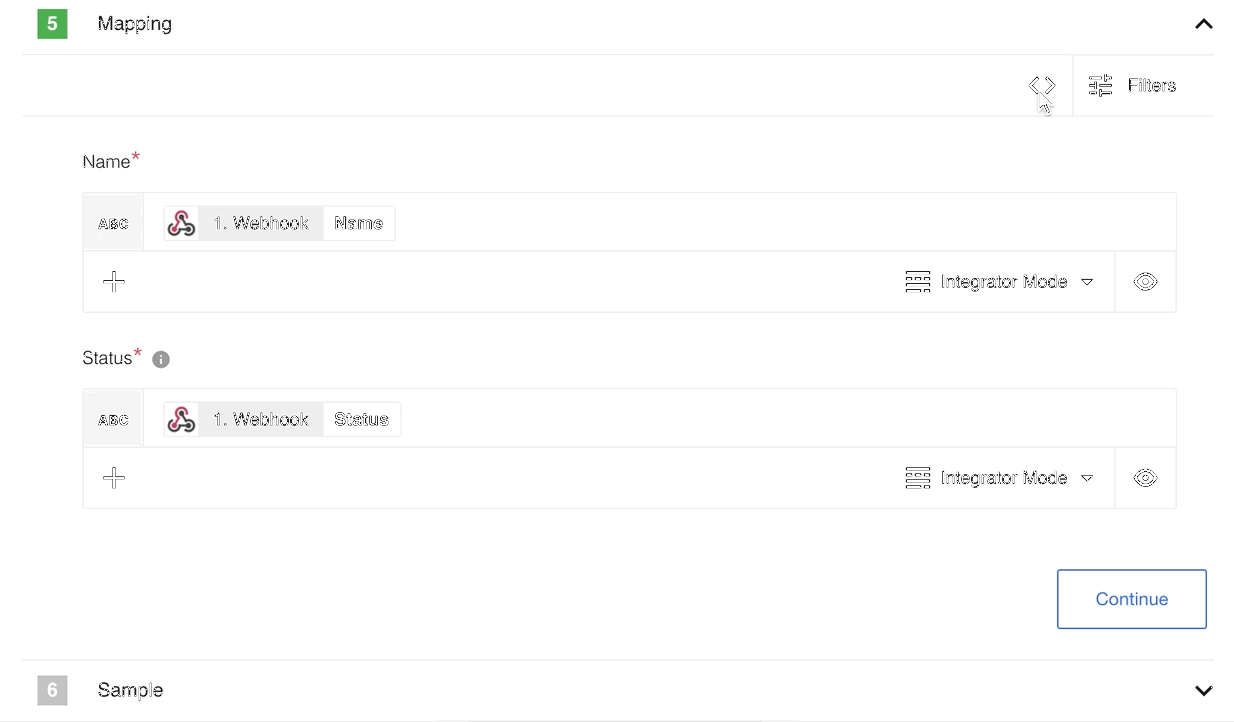 5 Mapping
Filters
Name*
ABC 1. Webhook Name
Integrator Mode
Status*
ABC 1. Webhook Status
Integrator Mode
Continue
6 Sample